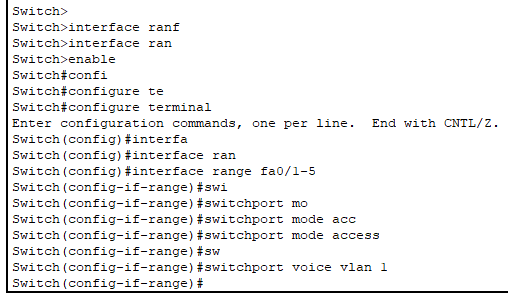 Switch>
Switch>interface ranf
Switch>interface ran
Switch>enable
Switch#confi
Switch#configure te
Switch#configure terminal
Enter configuration commands, one per line.  End with CNTL/Z.
Switch(config)#interfa
Switch(config)#interface ran
Switch(config)#interface range fa0/1-5
Switch(config-if-range)#swi
Switch(config-if-range)#switchport mo
Switch(config-if-range)#switchport mode acc
Switch(config-if-range)#switchport mode access
Switch(config-if-range)#sw
Switch(config-if-range)#switchport voice vlan 1
Switch(config-if-range)#